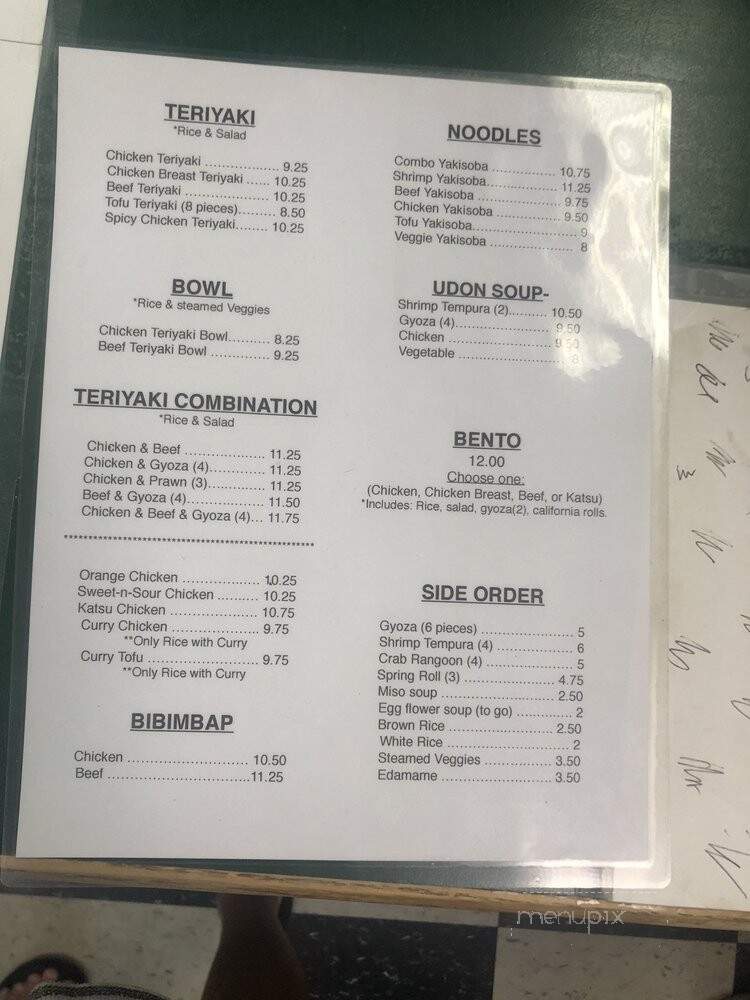 TERIYAKI
*Rice & Salad
Chicken Teriyaki ................... 9.25
Chicken Breast Teriyaki ...... 10.25
Beef Teriyaki ...................... 10.25
Tofu Teriyaki (8 pieces)......... 8.50
Spicy Chicken Teriyaki........ 10.25
BOWL
*Rice & steamed Veggies
Chicken Teriyaki Bowl.......... 8.25
Beef Teriyaki Bowl ............... 9.25
TERIYAKI COMBINATION
*Rice & Salad
Chicken & Beef .................... 11.25
Chicken & Gyoza (4)............. 11.25
Chicken & Prawn (3)............. 11.25
Beef & Gyoza (4)................... 11.50
Chicken & Beef & Gyoza (4)... 11.75
****************************************************
Orange Chicken .................. 10.25
Sweet-n-Sour Chicken ......... 10.25
Katsu Chicken .................... 10.75
Curry Chicken ..................... 9.75
**Only Rice with Curry
Curry Tofu .......................... 9.75
**Only Rice with Curry
BIBIMBAP
Chicken ............................ 10.50
Beef ..................................11.25
NOODLES
Combo Yakisoba ................ 10.75
Shrimp Yakisoba................. 11.25
Beef Yakisoba .................... 9.75
Chicken Yakisoba ............... 9.50
Tofu Yakisoba.......................... 9
Veggie Yakisoba ...................... 8
UDON SOUP-
Shrimp Tempura (2).......... 10.50
Gyoza (4)........................ 9.50
Chicken .......................... 9.50
Vegetable ............................ 8
BENTO
12.00
Choose one:
(Chicken, Chicken Breast, Beef, or Katsu)
*Includes: Rice, salad, gyoza(2), california rolls.
SIDE ORDER
Gyoza (6 pieces) ...................... 5
Shrimp Tempura (4) .................. 6
Crab Rangoon (4) ..................... 5
Spring Roll (3) ....................... 4.75
Miso soup ............................ 2.50
Egg flower soup (to go) ............. 2
Brown Rice .......................... 2.50
White Rice .............................. 2
Steamed Veggies ................. 3.50
Edamame ............................ 3.50
menupix